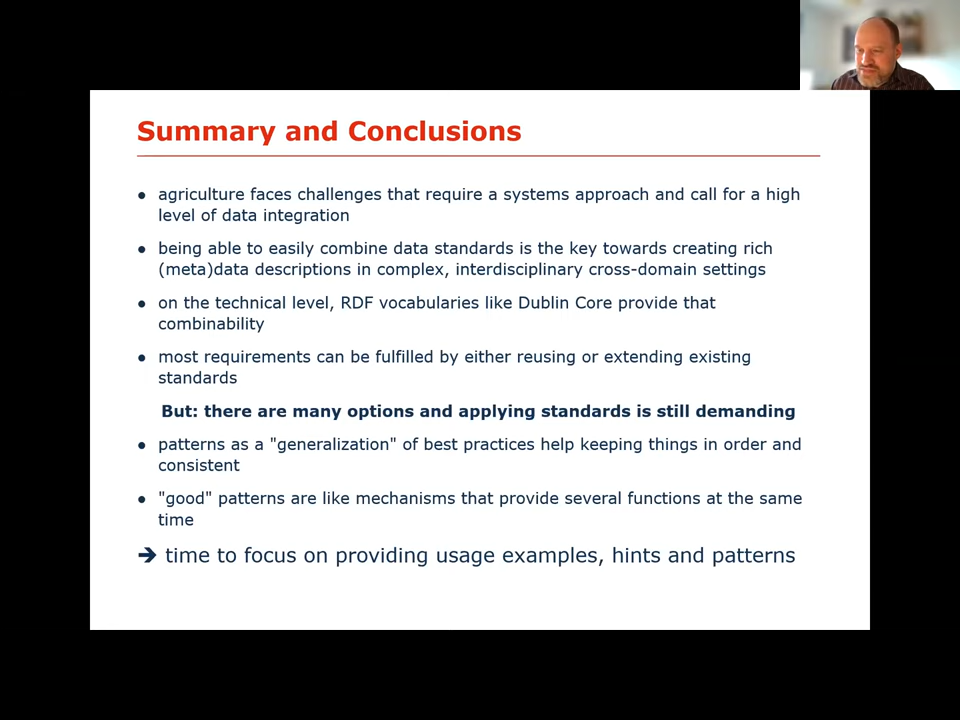 Summary and Conclusions
● agriculture faces challenges that require a systems approach and call for a high
level of data integration
● being able to easily combine data standards is the key towards creating rich
(meta)data descriptions in complex, interdisciplinary cross-domain settings
● on the technical level, RDF vocabularies like Dublin Core provide that
combinability
● most requirements can be fulfilled by either reusing or extending existing
standards
But: there are many options and applying standards is still demanding
● patterns as a "generalization" of best practices help keeping things in order and
consistent
● "good" patterns are like mechanisms that provide several functions at the same
time
➔ time to focus on providing usage examples, hints and patterns